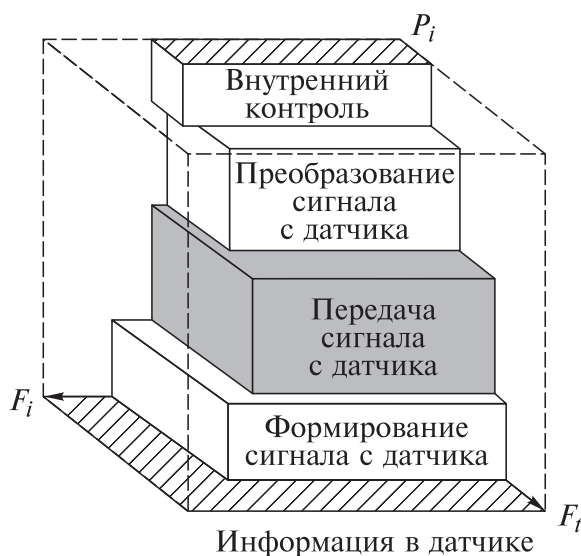 P_i
Внутренний
контроль
Преобразование
сигнала
с датчика
Передача
сигнала
с датчика
F_i
Формирование
сигнала с датчика
F_t
Информация в датчике